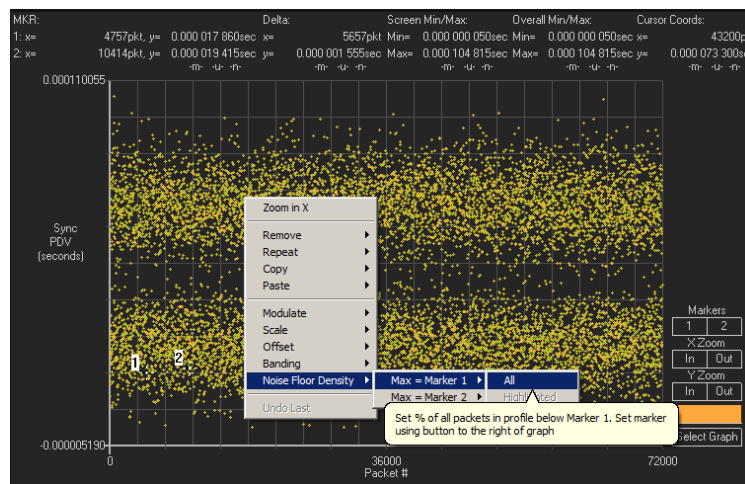 MKR: Delta: Screen Min/Max: Overall Min/Max: Cursor Coords:
1: x= 4757pkt, y= 0.000 017 860sec x= 5657pkt Min= 0.000 000 050sec Min= 0.000 000 050sec x= 43200p
2: x= 10414pkt, y= 0.000 019 415sec y= 0.000 001 555sec Max= 0.000 104 815sec Max= 0.000 104 815sec y= 0.000 073 300s
-m- -u- -n- -m- -u- -n- -m- -u- -n- -m- -u- -n- -m- -u- -n-
0.000110055
Sync
PDV
(seconds)
-0.000005190
1 2
Zoom in X
Remove
Repeat
Copy
Paste
Modulate
Scale
Offset
Banding
Noise Floor Density
Undo Last
Max = Marker 1
Max = Marker 2
All
Highlighted
Set % of all packets in profile below Marker 1. Set marker
using button to the right of graph
Markers
1 2
X Zoom
In Out
Y Zoom
In Out
Select Graph
0 36000 72000
Packet #